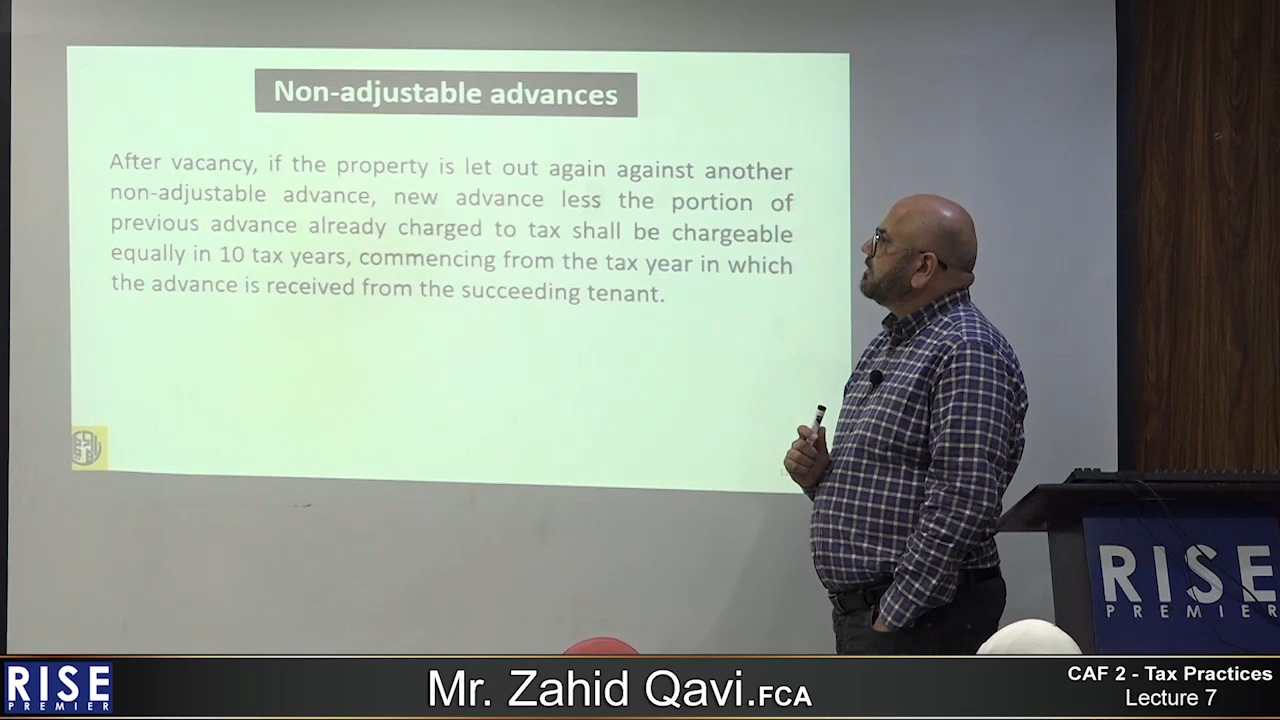 Non-adjustable advances
After vacancy, if the property is let out again against another
non-adjustable advance, new advance less the portion of
previous advance already charged to tax shall be chargeable
equally in 10 tax years, commencing from the tax year in which
the advance is received from the succeeding tenant.
RISE
PREMIER
RISE
PREMIER
Mr. Zahid Qavi.FCA
CAF 2 - Tax Practices
Lecture 7